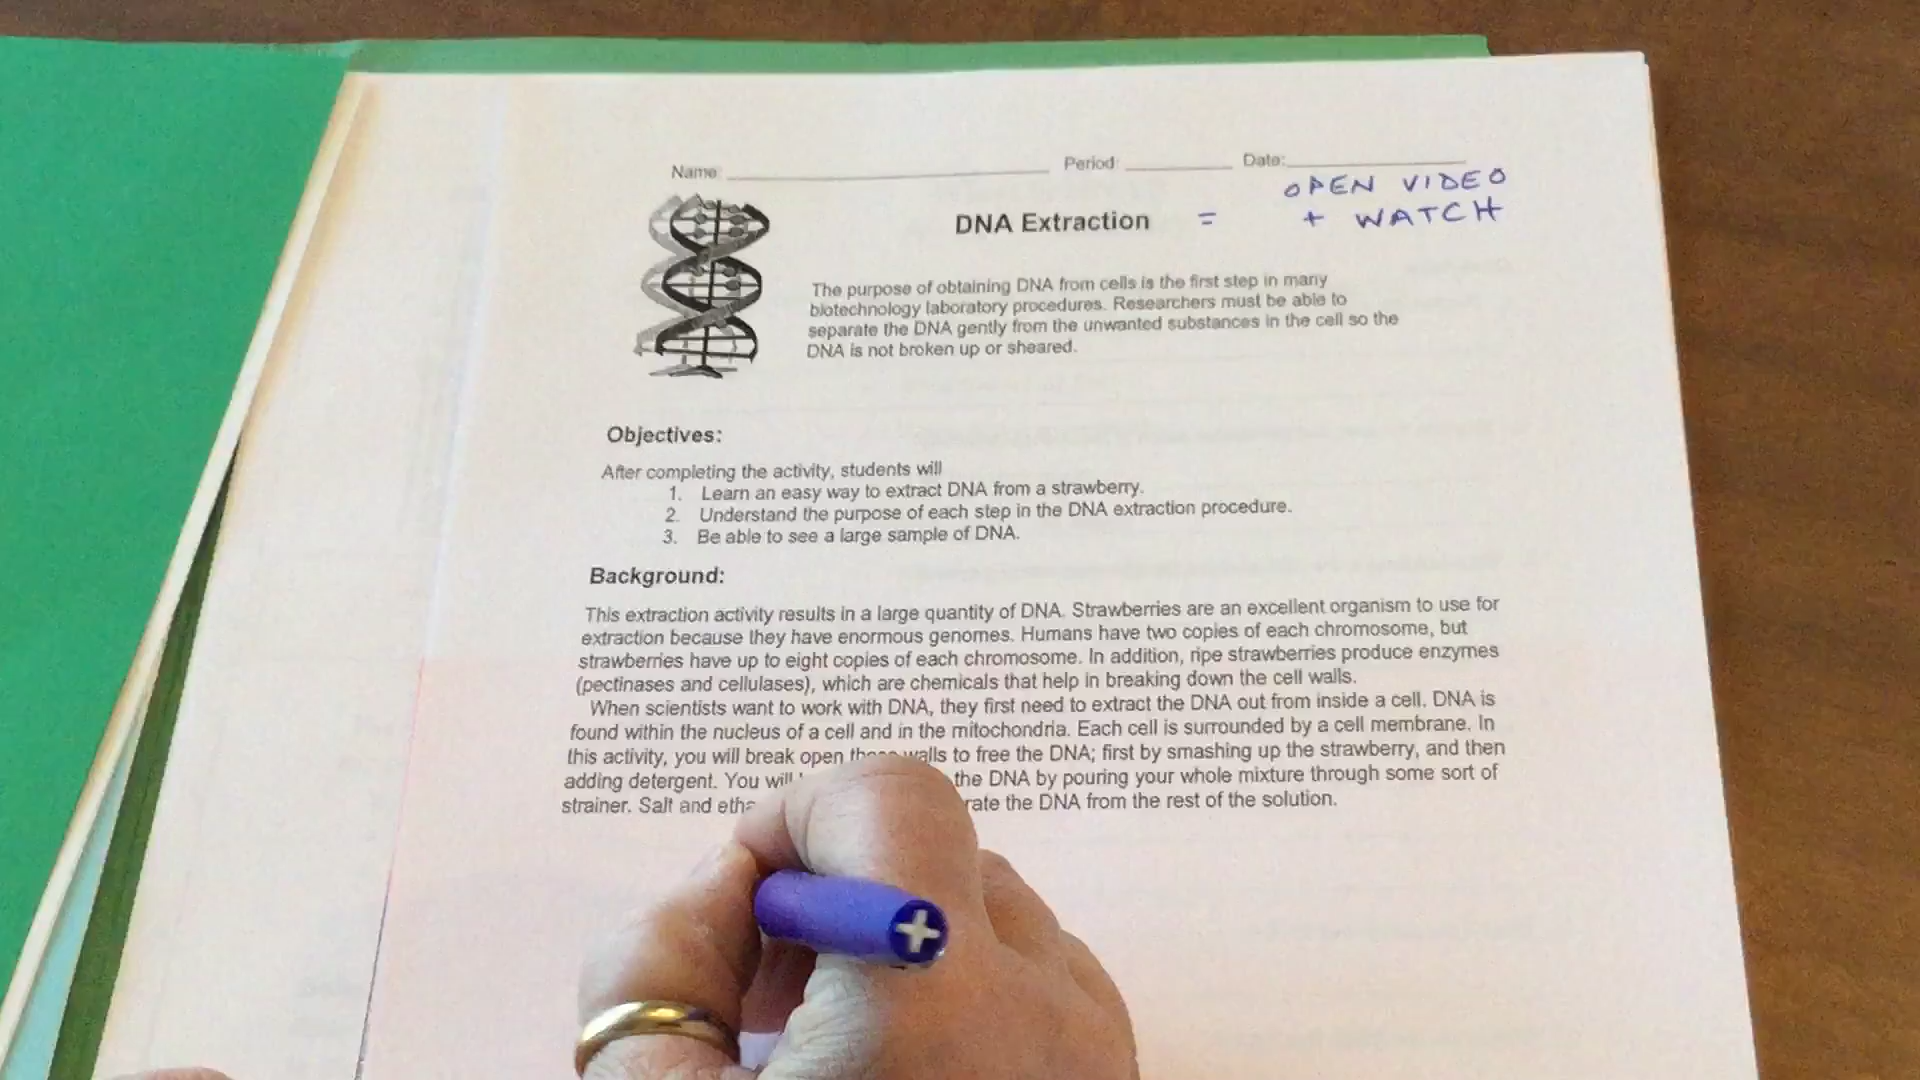 Name: Period: Date:
OPEN VIDEO
DNA Extraction = + WATCH
The purpose of obtaining DNA from cells is the first step in many
biotechnology laboratory procedures. Researchers must be able to
separate the DNA gently from the unwanted substances in the cell so the
DNA is not broken up or sheared.
Objectives:
After completing the activity, students will
1. Learn an easy way to extract DNA from a strawberry.
2. Understand the purpose of each step in the DNA extraction procedure.
3. Be able to see a large sample of DNA.
Background:
This extraction activity results in a large quantity of DNA. Strawberries are an excellent organism to use for
extraction because they have enormous genomes. Humans have two copies of each chromosome, but
strawberries have up to eight copies of each chromosome. In addition, ripe strawberries produce enzymes
(pectinases and cellulases), which are chemicals that help in breaking down the cell walls.
When scientists want to work with DNA, they first need to extract the DNA out from inside a cell. DNA is
found within the nucleus of a cell and in the mitochondria. Each cell is surrounded by a cell membrane. In
this activity, you will break open walls to free the DNA; first by smashing up the strawberry, and then
adding detergent. You will the DNA by pouring your whole mixture through some sort of
strainer. Salt and the DNA from the rest of the solution.